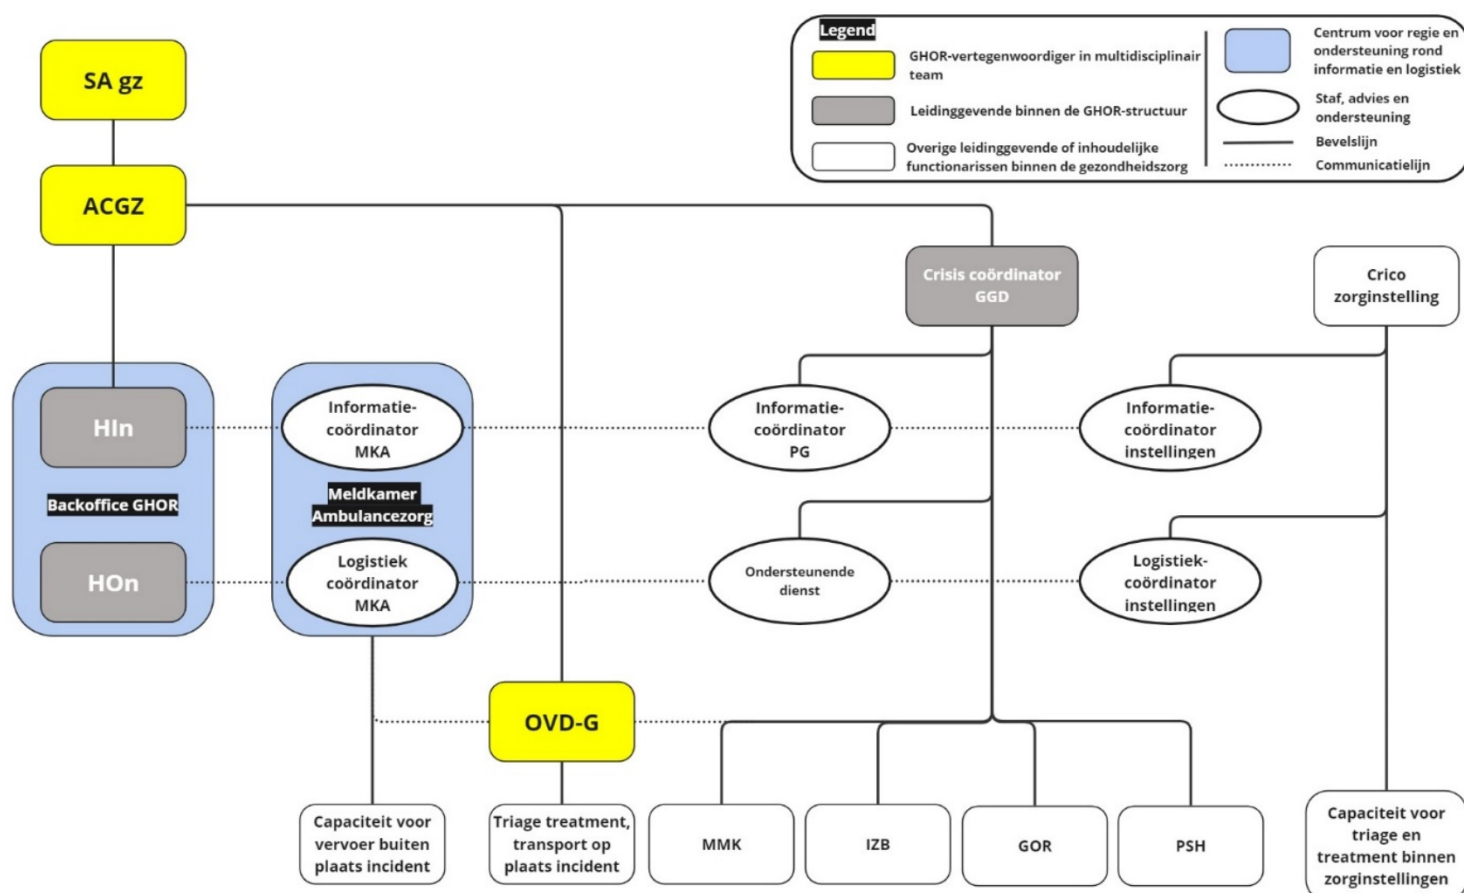 Legend
GHOR-vertegenwoordiger in multidisciplinair
team
Leidinggevende binnen de GHOR-structuur
Overige leidinggevende of inhoudelijke
functionarissen binnen de gezondheidszorg
Centrum voor regie en
ondersteuning rond
informatie en logistiek
Staf, advies en
ondersteuning
Bevelslijn
Communicatielijn
SA gz
ACGZ
Crisis coördinator
GGD
Crico
zorginstelling
HIn
Informatie-
coördinator
MKA
Informatie-
coördinator
PG
Informatie-
coördinator
instellingen
Backoffice GHOR
Meldkamer
Ambulancezorg
HOn
Logistiek
coördinator
MKA
Ondersteunende
dienst
Logistiek-
coördinator
instellingen
OVD-G
Capaciteit voor
vervoer buiten
plaats incident
Triage treatment,
transport op
plaats incident
MMK
IZB
GOR
PSH
Capaciteit voor
triage en
treatment binnen
zorginstellingen